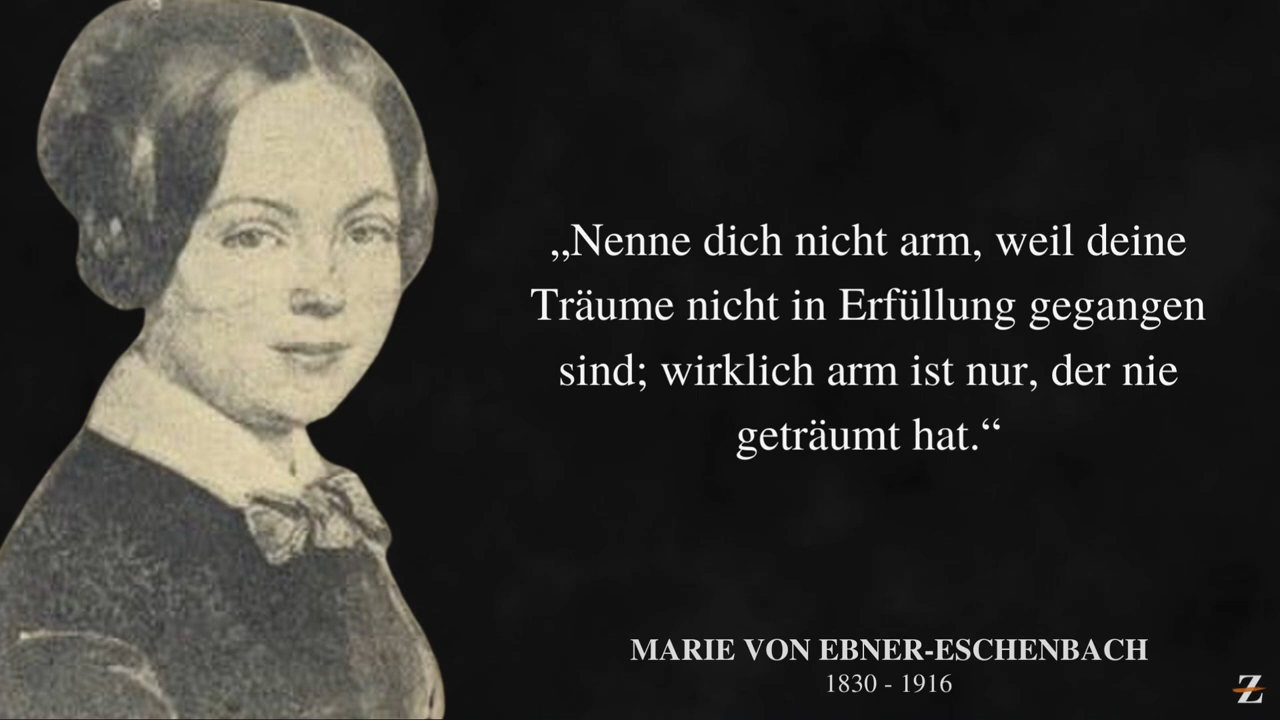 „Nenne dich nicht arm, weil deine
Träume nicht in Erfüllung gegangen
sind; wirklich arm ist nur, der nie
geträumt hat.“
MARIE VON EBNER-ESCHENBACH
1830 - 1916
Z